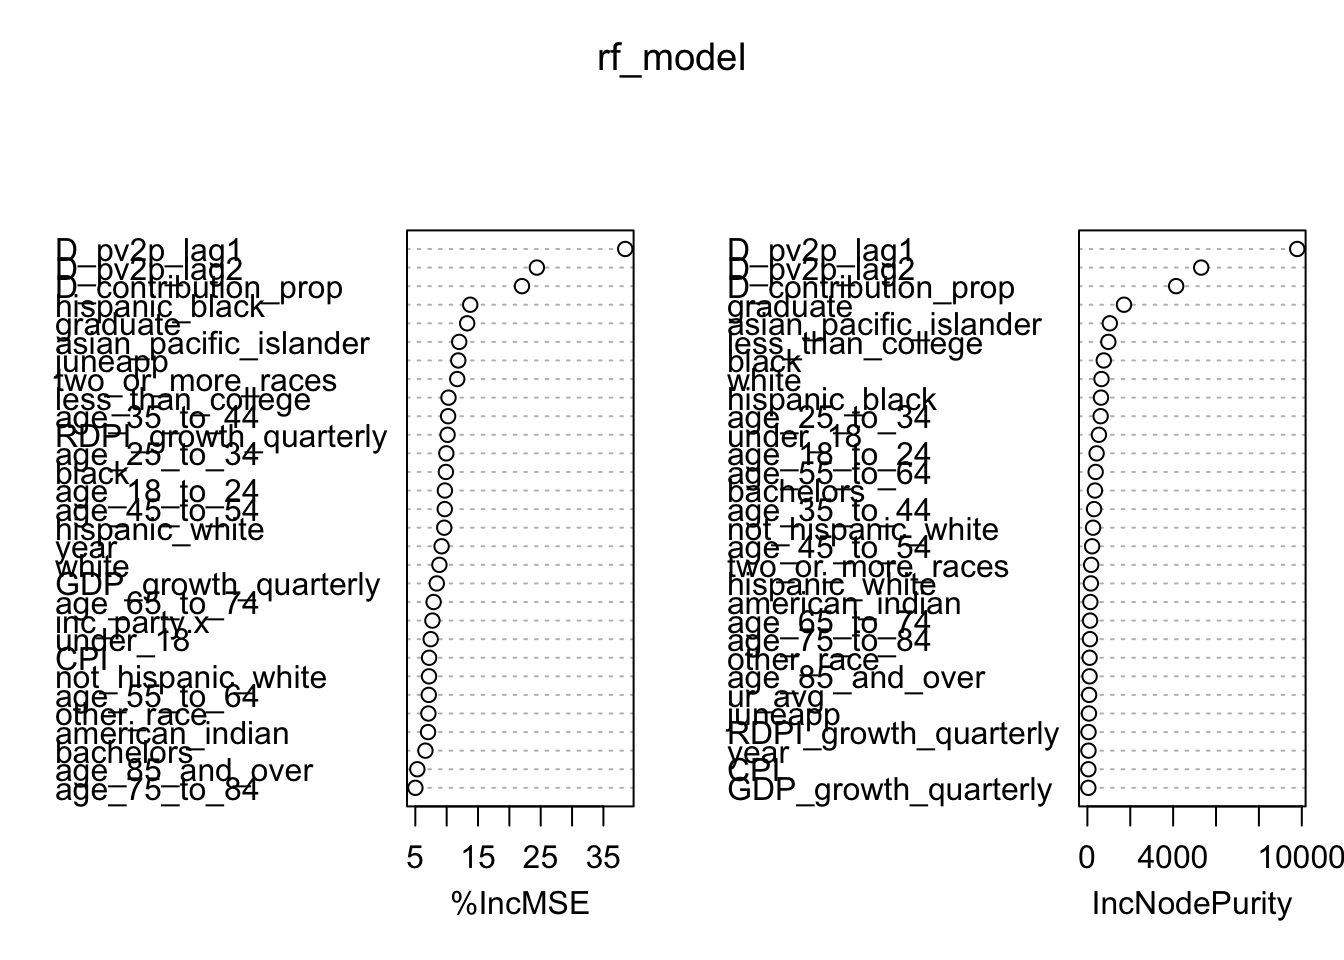 rf_model
D_pv2p_lag1
D_pv2p_lag2
D_contribution_prop
hispanic_black
graduate
asian_pacific_islander
juneapp
two_or_more_races
less_than_college
age_35_to_44
RDPI_growth_quarterly
age_25_to_34
black
age_18_to_24
age_45_to_54
hispanic_white
year
white
GDP_growth_quarterly
age_65_to_74
inc_party.x
under_18
CPI
not_hispanic_white
age_55_to_64
other_race
american_indian
bachelors
age_85_and_over
age_75_to_84
5 15 25 35
%IncMSE
D_pv2p_lag1
D_pv2p_lag2
D_contribution_prop
graduate
asian_pacific_islander
less_than_college
black
white
hispanic_black
age_25_to_34
under_18
age_18_to_24
age_55_to_64
bachelors
age_35_to_44
not_hispanic_white
age_45_to_54
two_or_more_races
hispanic_white
american_indian
age_65_to_74
age_75_to_84
other_race
age_85_and_over
ur_avg
juneapp
RDPI_growth_quarterly
year
CPI
GDP_growth_quarterly
0 4000 10000
IncNodePurity